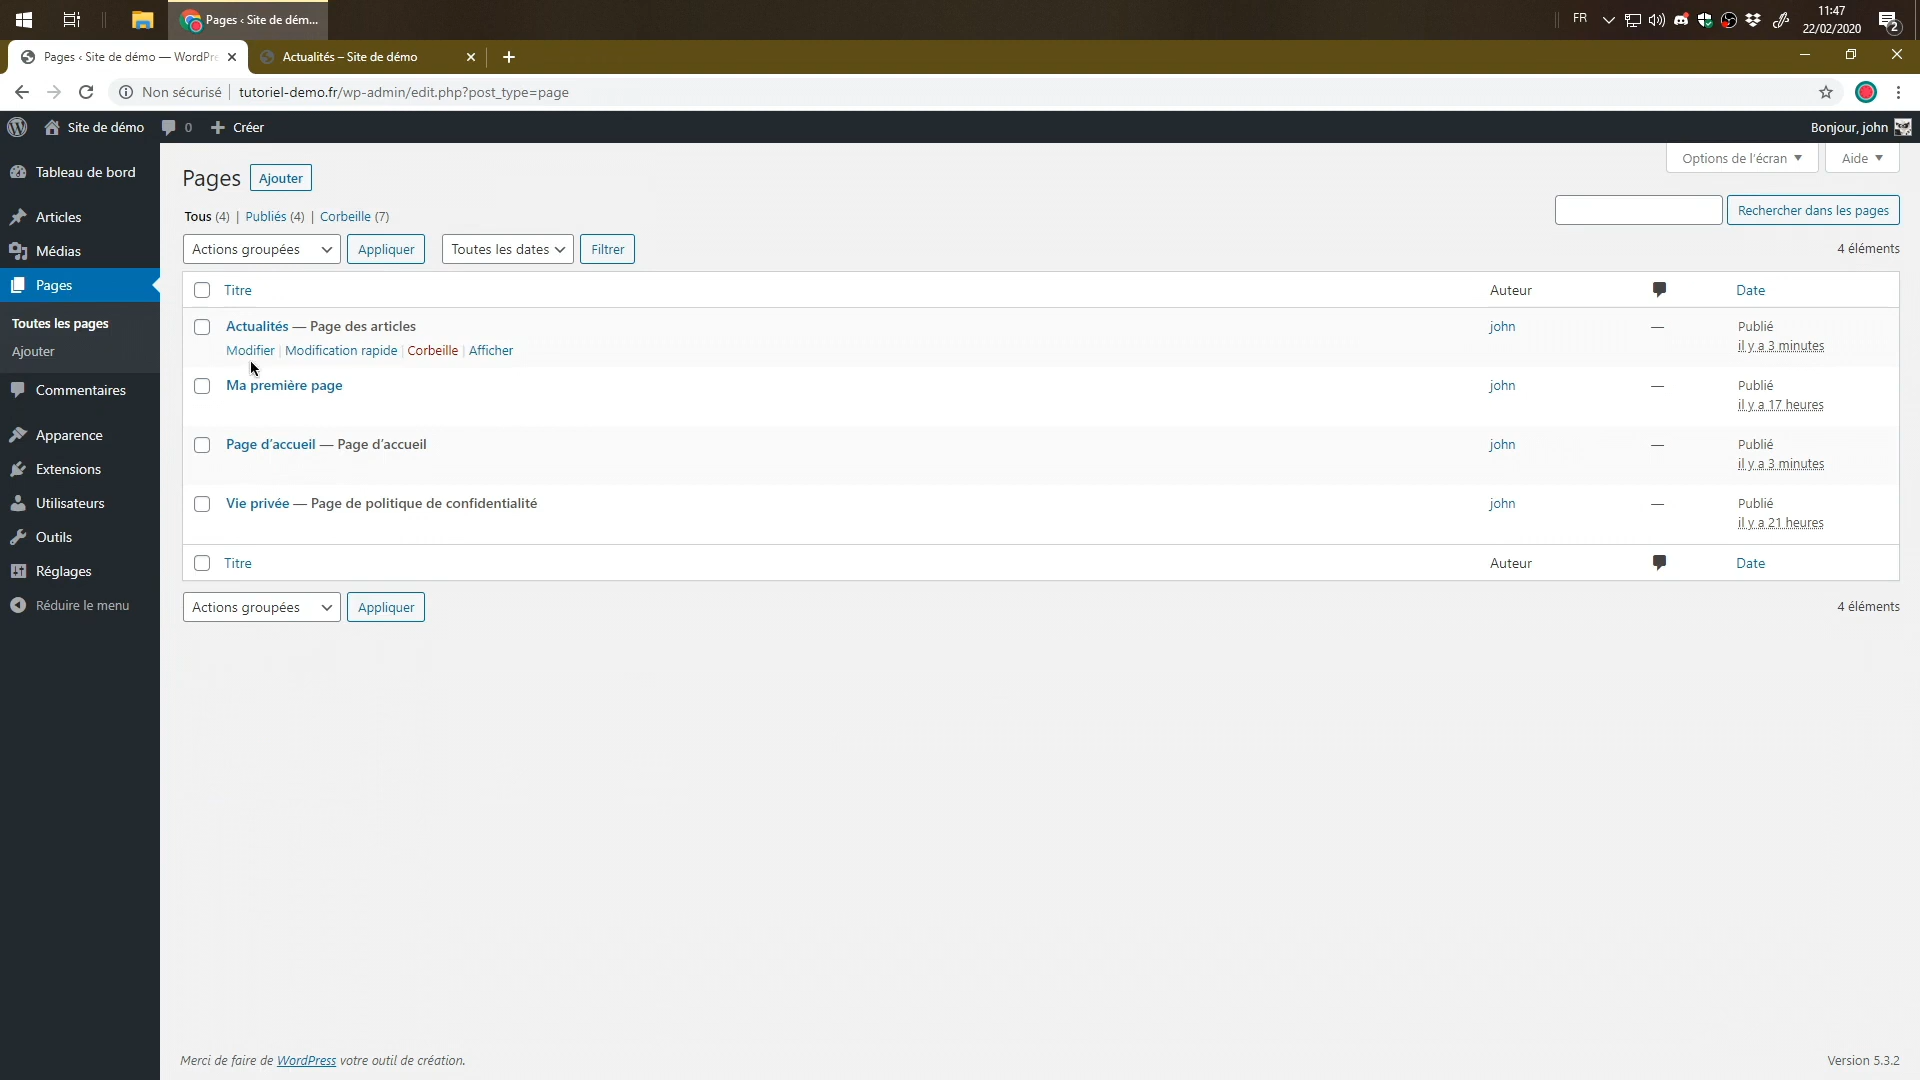 Pages ‹ Site de dém...
FR
11:47
22/02/2020
2
Pages ‹ Site de démo — WordPre
Actualités – Site de démo
Non sécurisé
tutoriel-demo.fr/wp-admin/edit.php?post_type=page
Site de démo
0
Créer
Bonjour, john
Tableau de bord
Articles
Médias
Pages
Toutes les pages
Ajouter
Commentaires
Apparence
Extensions
Utilisateurs
Outils
Réglages
Réduire le menu
Options de l'écran
Aide
Pages
Ajouter
Tous (4) | Publiés (4) | Corbeille (7)
Rechercher dans les pages
Actions groupées
Appliquer
Toutes les dates
Filtrer
4 éléments
Titre
Auteur
Date
Actualités — Page des articles
john
—
Publié
il y a 3 minutes
Modifier | Modification rapide | Corbeille | Afficher
Ma première page
john
—
Publié
il y a 17 heures
Page d'accueil — Page d'accueil
john
—
Publié
il y a 3 minutes
Vie privée — Page de politique de confidentialité
john
—
Publié
il y a 21 heures
Titre
Auteur
Date
Actions groupées
Appliquer
4 éléments
Merci de faire de WordPress votre outil de création.
Version 5.3.2